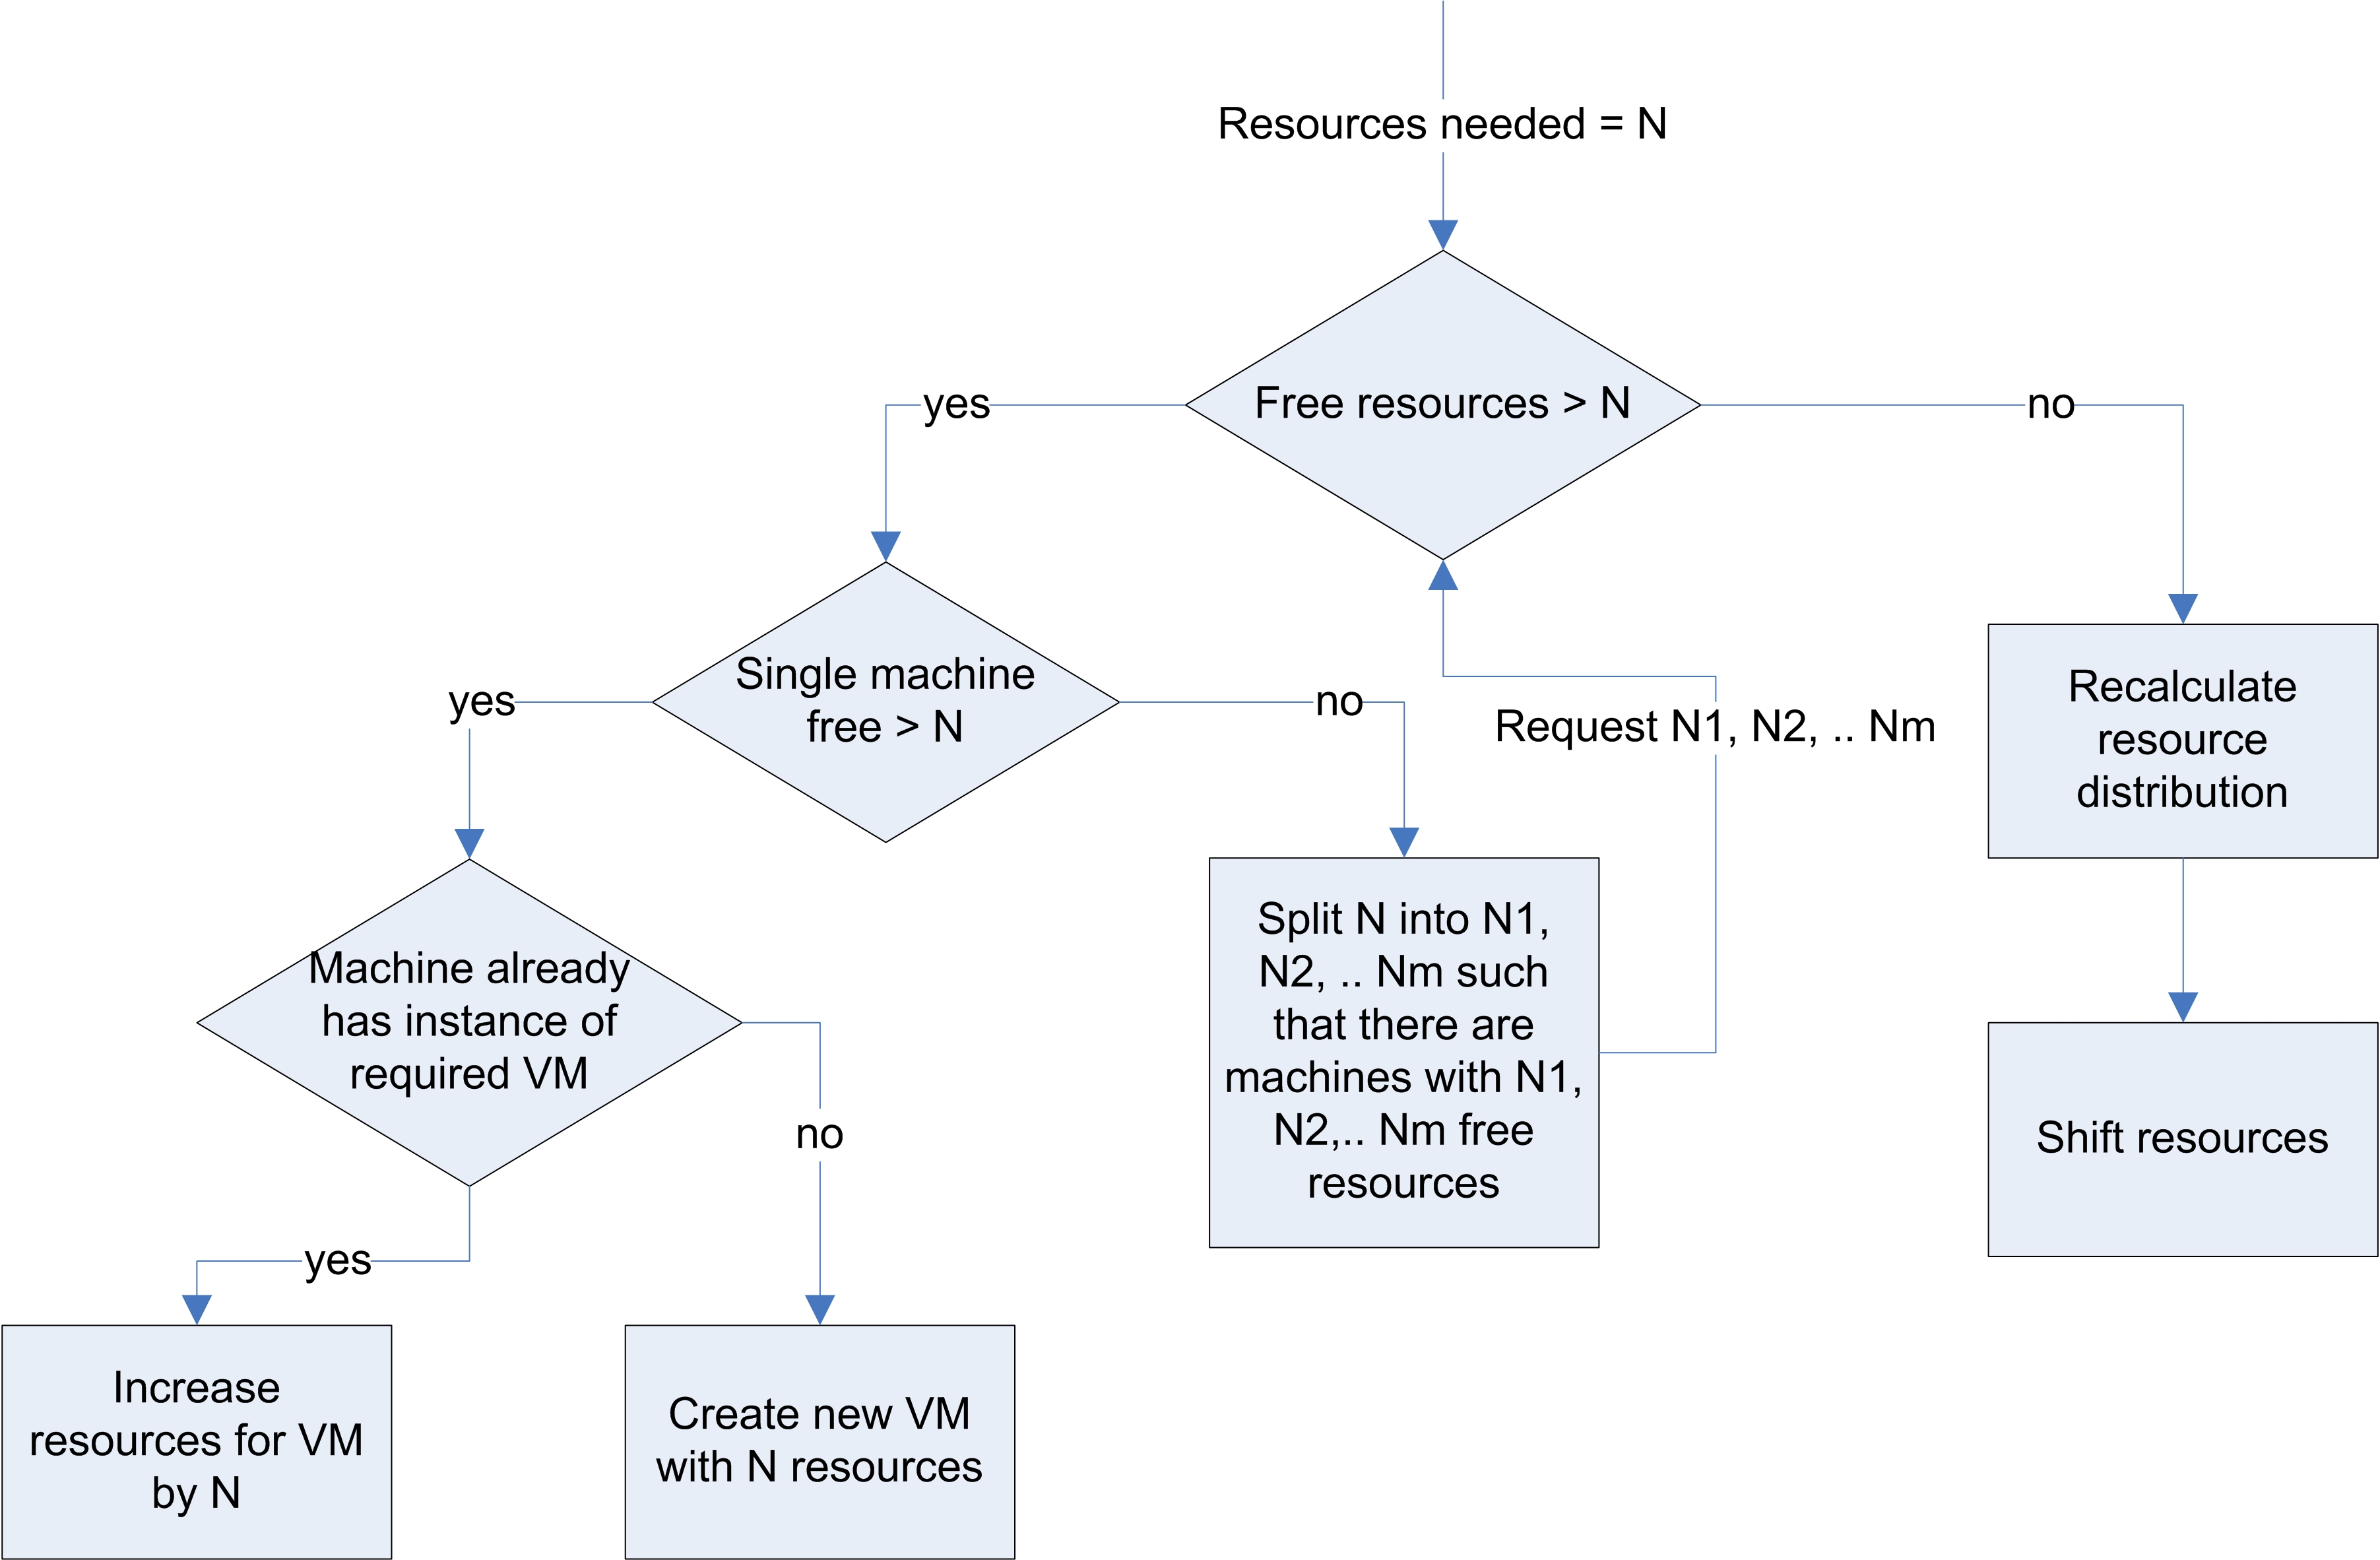 Resources needed = N
Free resources > N
yes
no
Single machine
free > N
yes
no
Request N1, N2, .. Nm
Recalculate
resource
distribution
Machine already
has instance of
required VM
Split N into N1,
N2, .. Nm such
that there are
machines with N1,
N2,.. Nm free
resources
no
Shift resources
yes
Increase
resources for VM
by N
Create new VM
with N resources